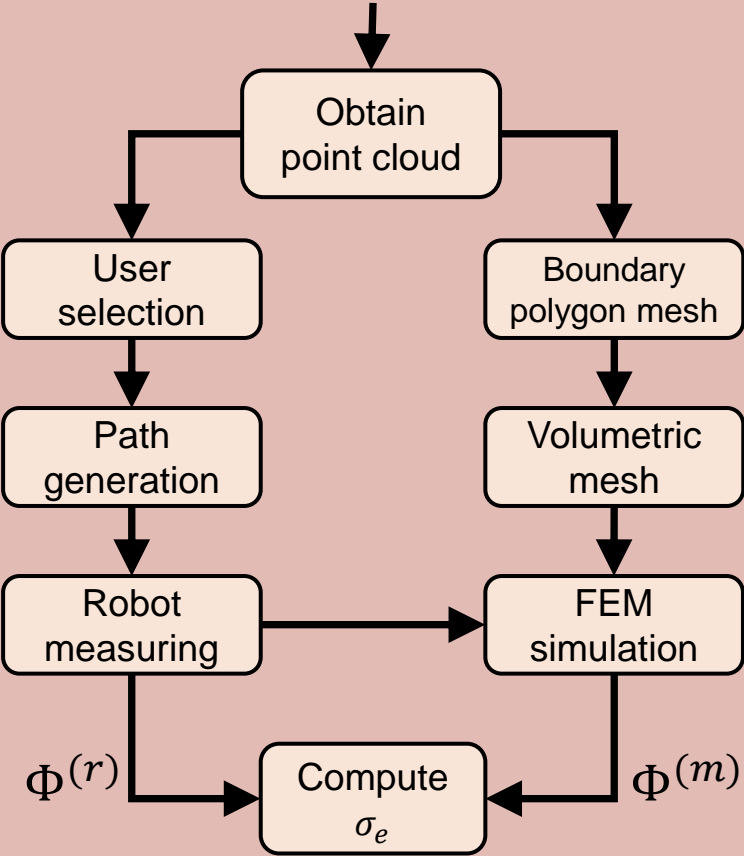 Obtain
point cloud
User
selection
Boundary
polygon mesh
Path
generation
Volumetric
mesh
Robot
measuring
FEM
simulation
Φ^(r)
Compute
σ_e
Φ^(m)